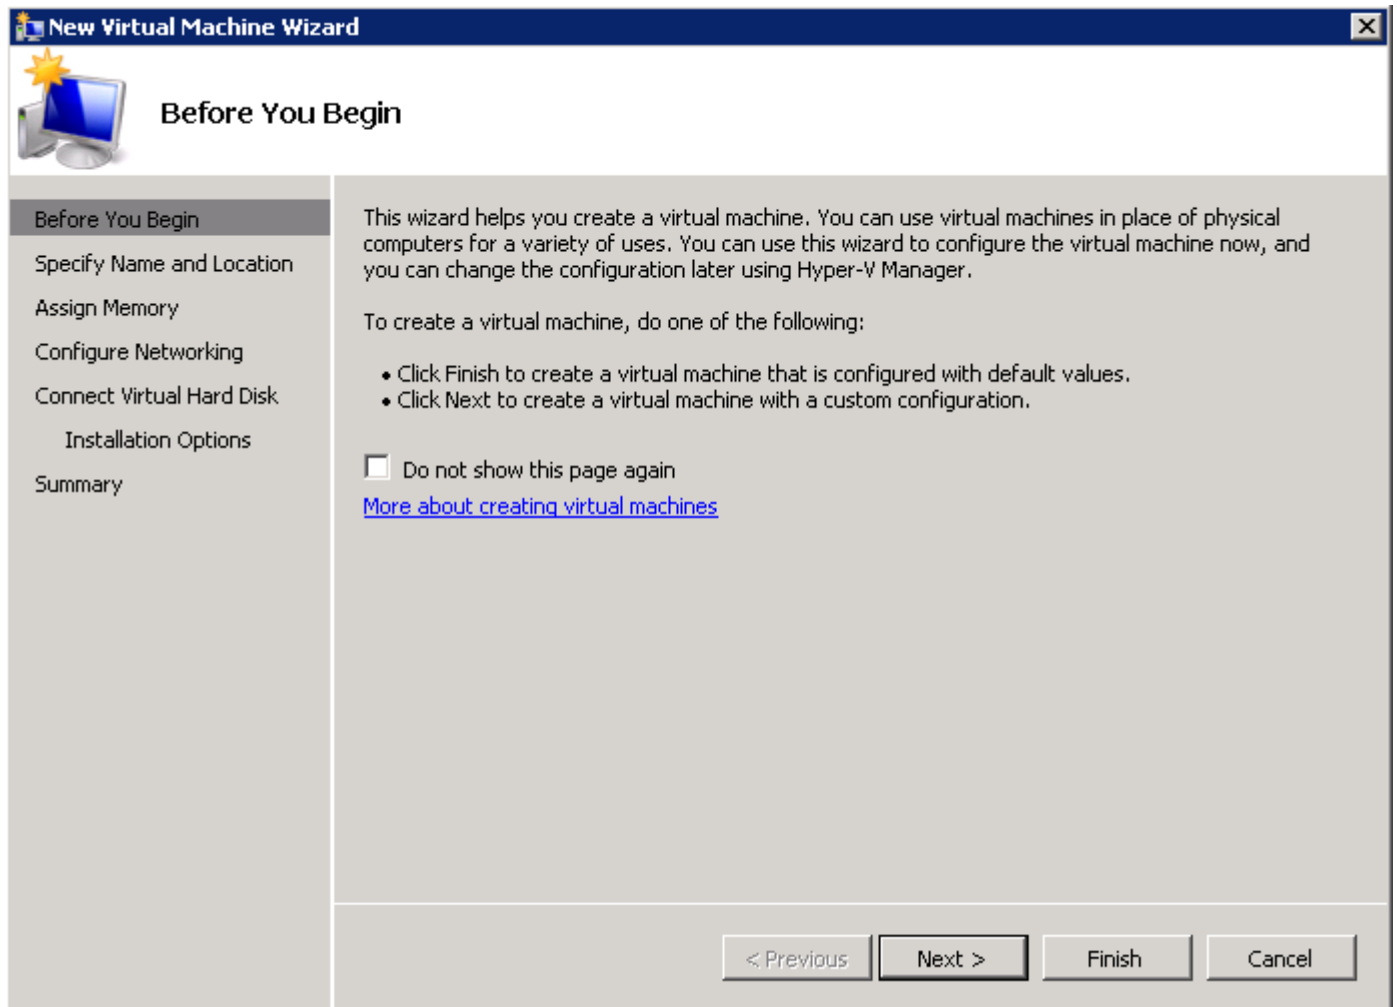 New Virtual Machine Wizard
Before You Begin
Before You Begin
Specify Name and Location
Assign Memory
Configure Networking
Connect Virtual Hard Disk
Installation Options
Summary
This wizard helps you create a virtual machine. You can use virtual machines in place of physical
computers for a variety of uses. You can use this wizard to configure the virtual machine now, and
you can change the configuration later using Hyper-V Manager.
To create a virtual machine, do one of the following:
• Click Finish to create a virtual machine that is configured with default values.
• Click Next to create a virtual machine with a custom configuration.
Do not show this page again
More about creating virtual machines
< Previous
Next >
Finish
Cancel